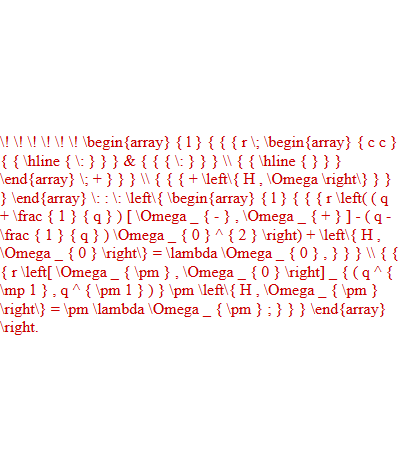 \! \! \! \! \! \! \begin{array} { 1 } { { { r \; \begin{array} { c c }
{ { \hline { \: } } } & { { { \: } } } \\ { { \hline { } } }
\end{array} \; + } } } \\ { { { + \left\{ H , \Omega \right\} } }
} \end{array} \: : \: \left\{ \begin{array} { 1 } { { { r \left( ( q
+ \frac { 1 } { q } ) [ \Omega _ { - } , \Omega _ { + } ] - ( q -
\frac { 1 } { q } ) \Omega _ { 0 } ^ { 2 } \right) + \left\{ H ,
\Omega _ { 0 } \right\} = \lambda \Omega _ { 0 } , } } } \\ { {
{ r \left[ \Omega _ { \pm } , \Omega _ { 0 } \right] _ { ( q ^ {
\mp 1 } , q ^ { \pm 1 } ) } \pm \left\{ H , \Omega _ { \pm }
\right\} = \pm \lambda \Omega _ { \pm } ; } } } \end{array}
\right.